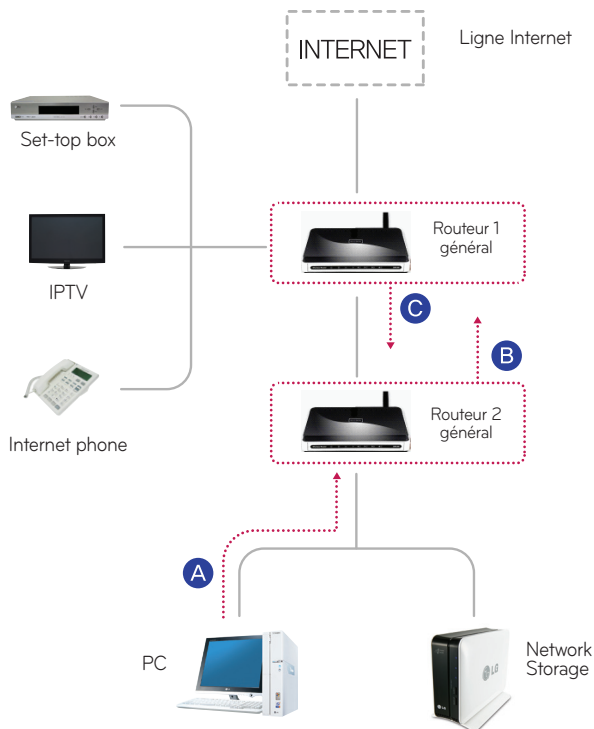 INTERNET
Ligne Internet
Set-top box
Routeur 1
général
IPTV
C
B
Routeur 2
général
Internet phone
A
PC
Network
Storage
LG